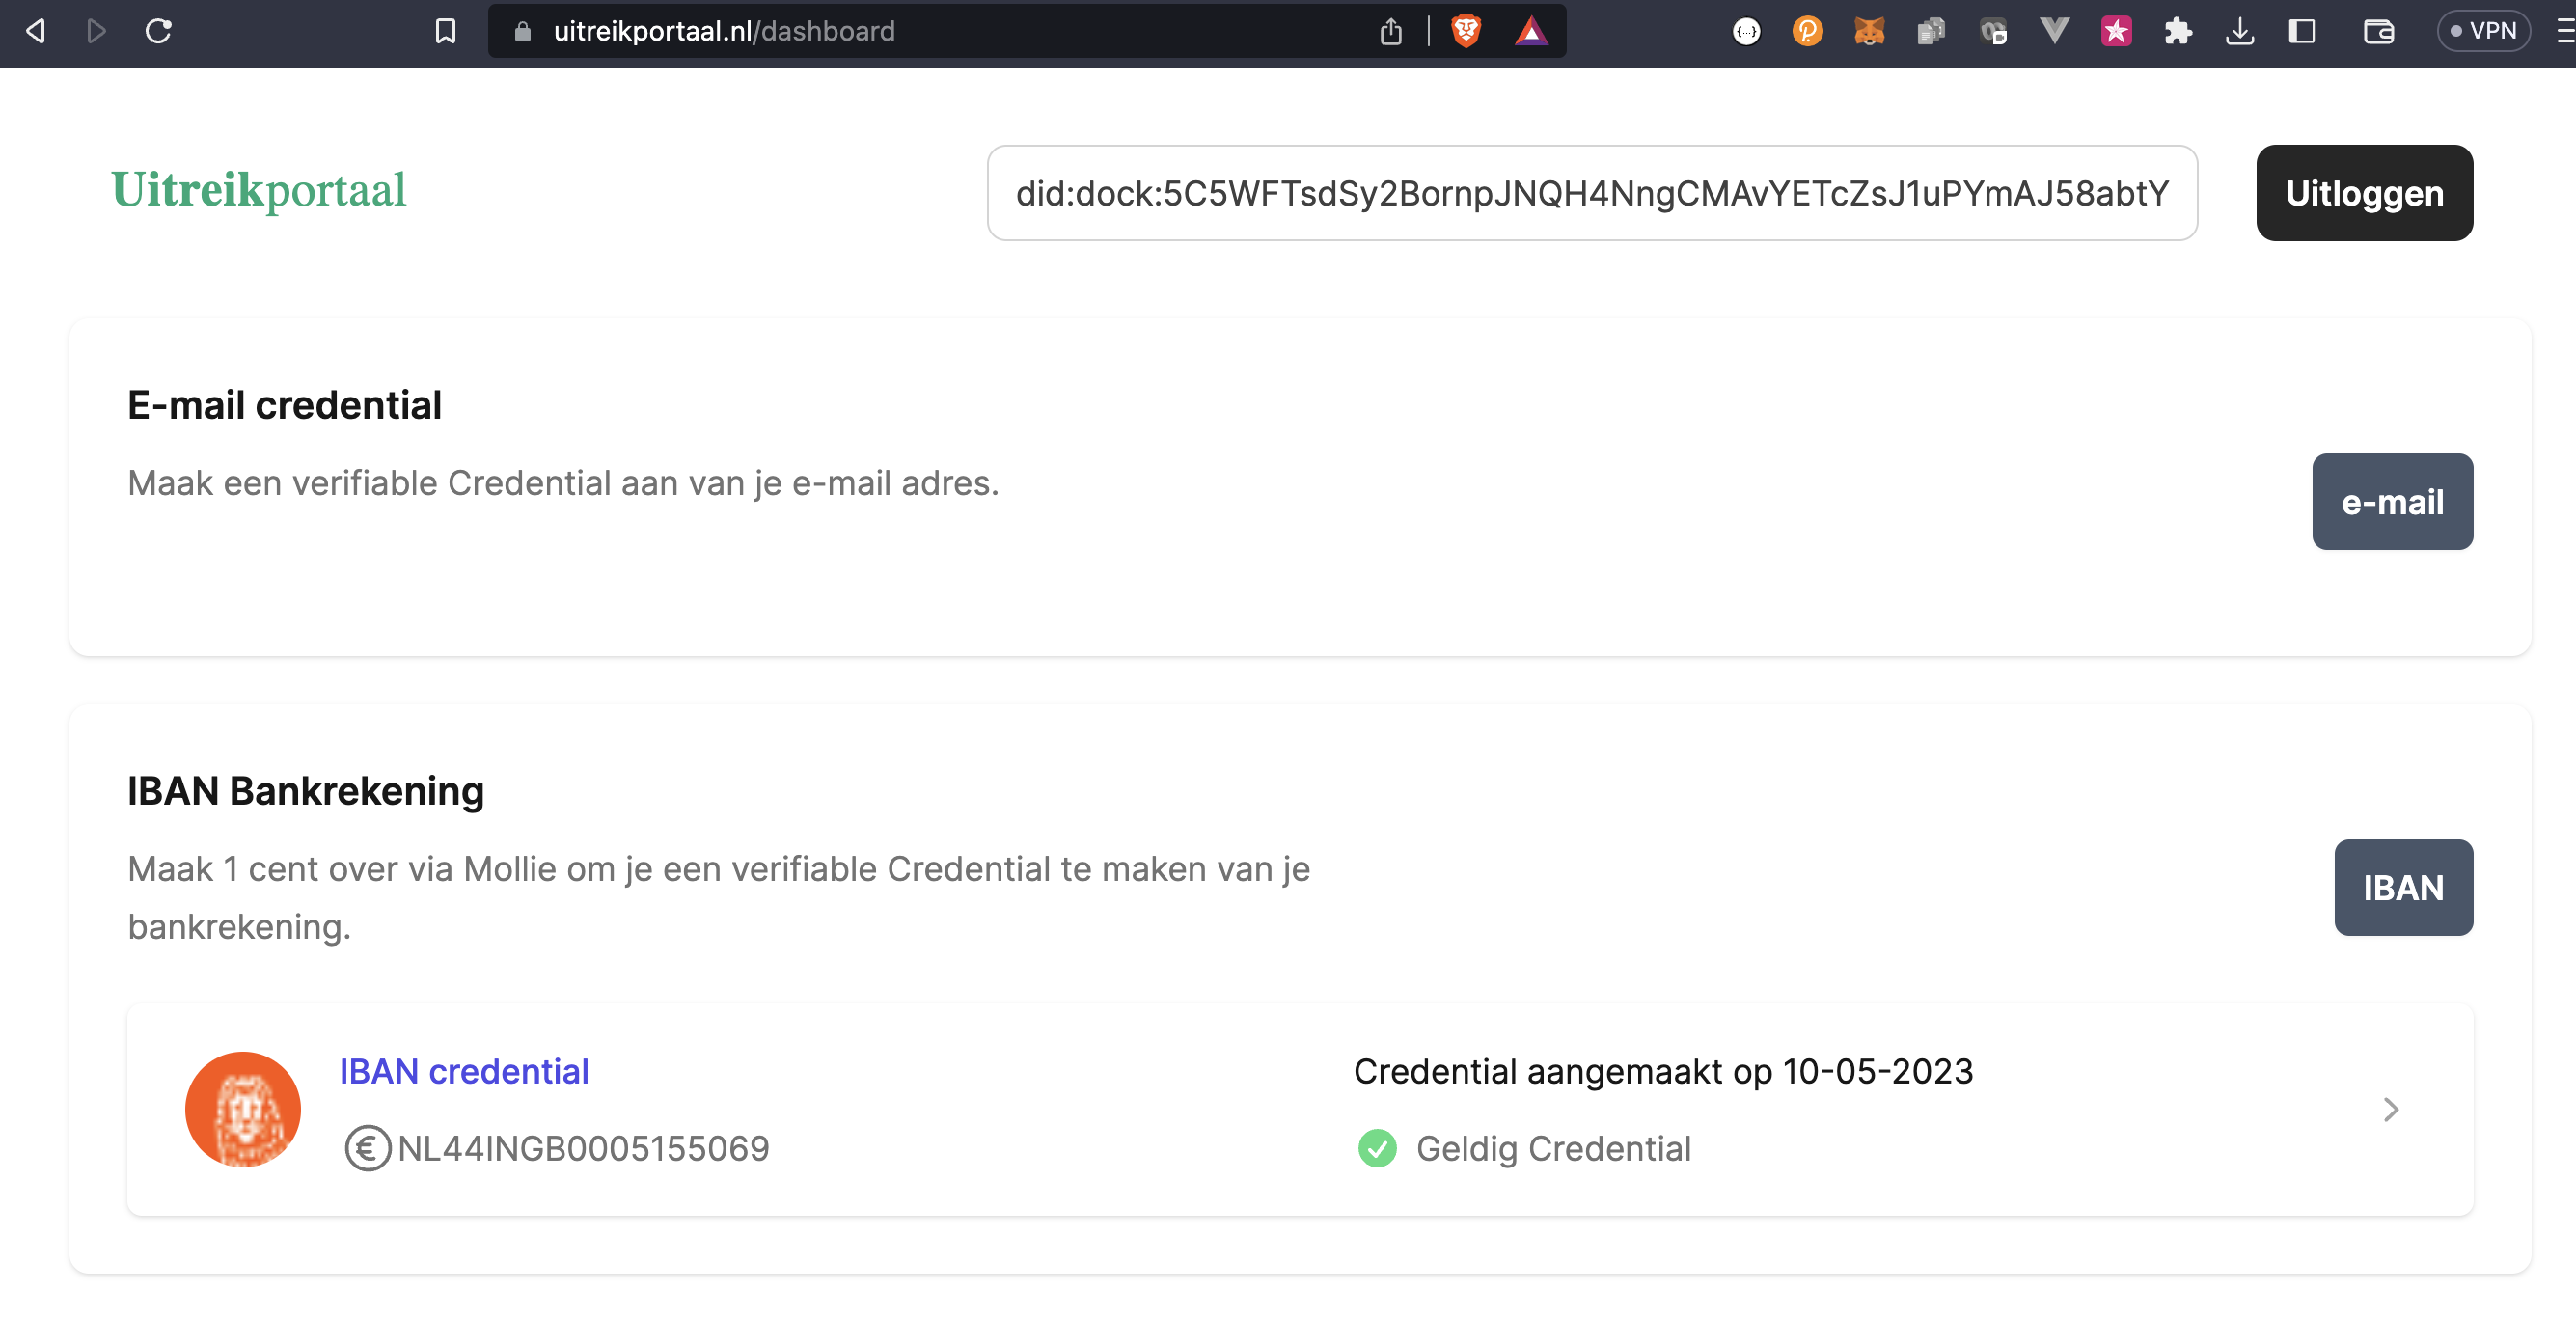 uitreikportaal.nl/dashboard
VPN
Uitreikportaal
did:dock:5C5WFTsdSy2BornpJNQH4NngCMAvYETcZsJ1uPYmAJ58abtY
Uitloggen
E-mail credential
Maak een verifiable Credential aan van je e-mail adres.
e-mail
IBAN Bankrekening
Maak 1 cent over via Mollie om je een verifiable Credential te maken van je
bankrekening.
IBAN
IBAN credential
Credential aangemaakt op 10-05-2023
NL44INGB0005155069
Geldig Credential